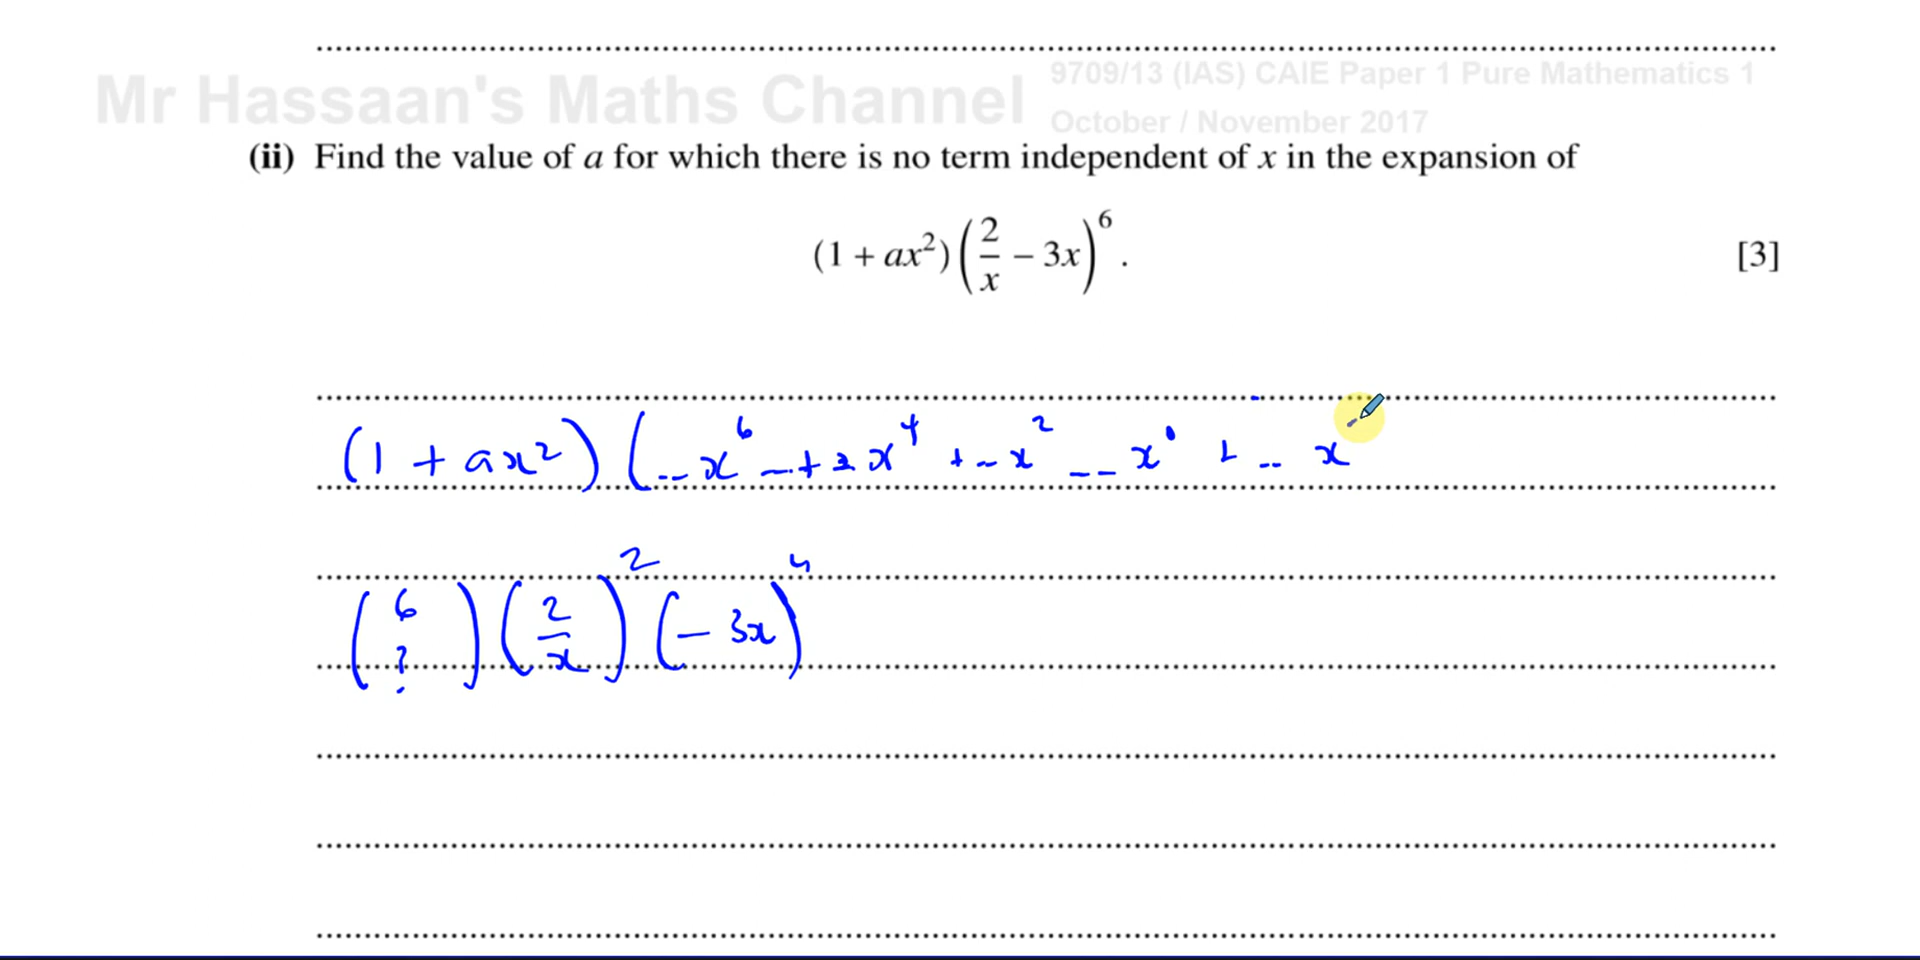 Mr Hassaan's Maths Channel
9709/13 (IAS) CAIE Paper 1 Pure Mathematics 1
October / November 2017
(ii) Find the value of a for which there is no term independent of x in the expansion of
(1 + ax²)(2/x − 3x)⁶. [3]
(1 + ax²)( -- x⁶ - + x⁴ + -- x² -- x⁰ + -- x⁻
(6 ?)(2/x)²(− 3x)⁴